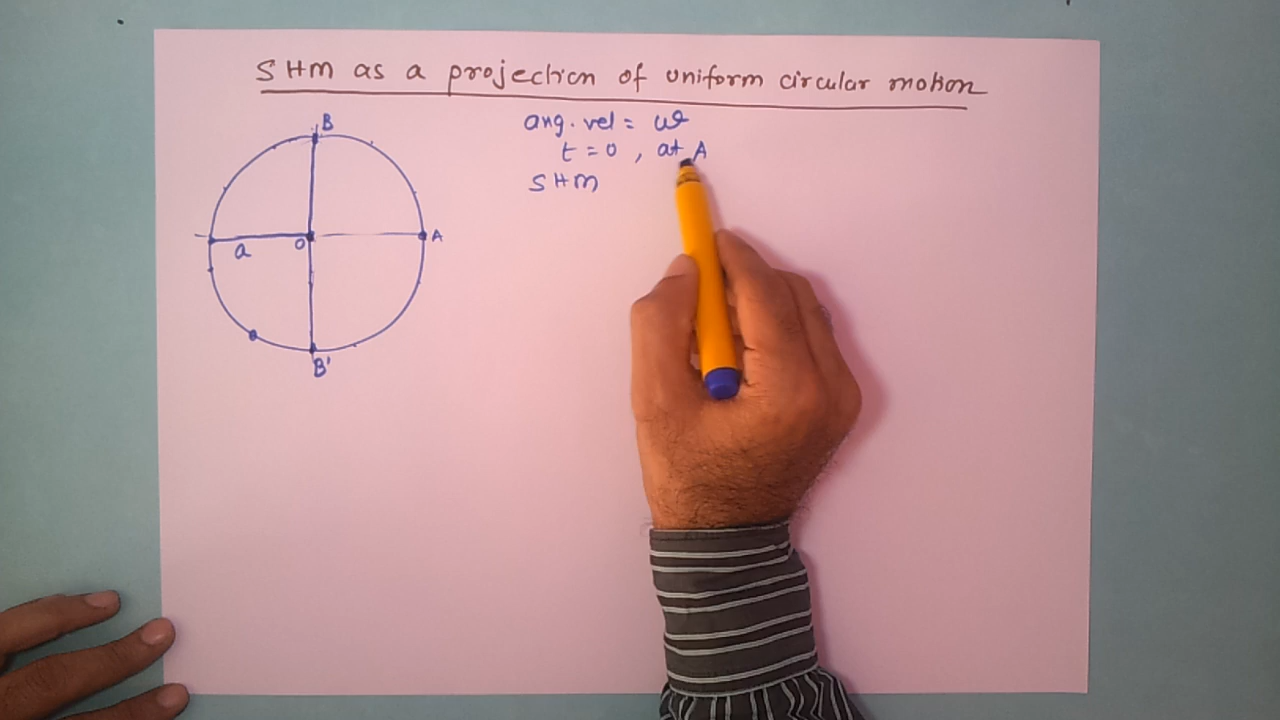 SHM as a projection of uniform circular motion
ang. vel = ω
t = 0, at A
SHM
B
a
O
A
B'